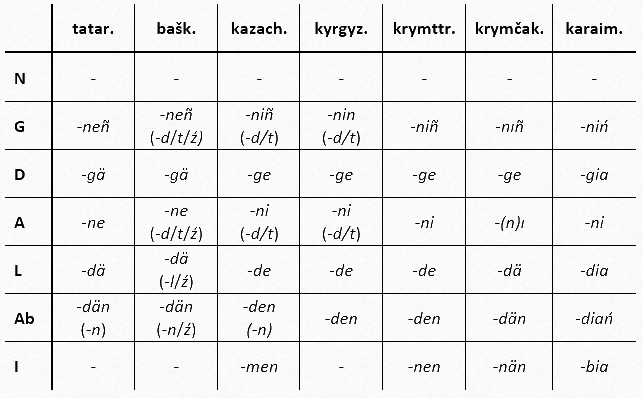 tatar. bašk. kazach. kyrgyz. krymttr. krymčak. karaim.
N - - - - - - -
G -neñ -neñ (-d/t/ź) -niñ (-d/t) -nin (-d/t) -niñ -nıñ -niń
D -gä -gä -ge -ge -ge -ge -gia
A -ne -ne (-d/t/ź) -ni (-d/t) -ni (-d/t) -ni -(n)ı -ni
L -dä -dä (-l/ź) -de -de -de -dä -dia
Ab -dän (-n) -dän (-n/ź) -den (-n) -den -den -dän -diań
I - - -men - -nen -nän -bia